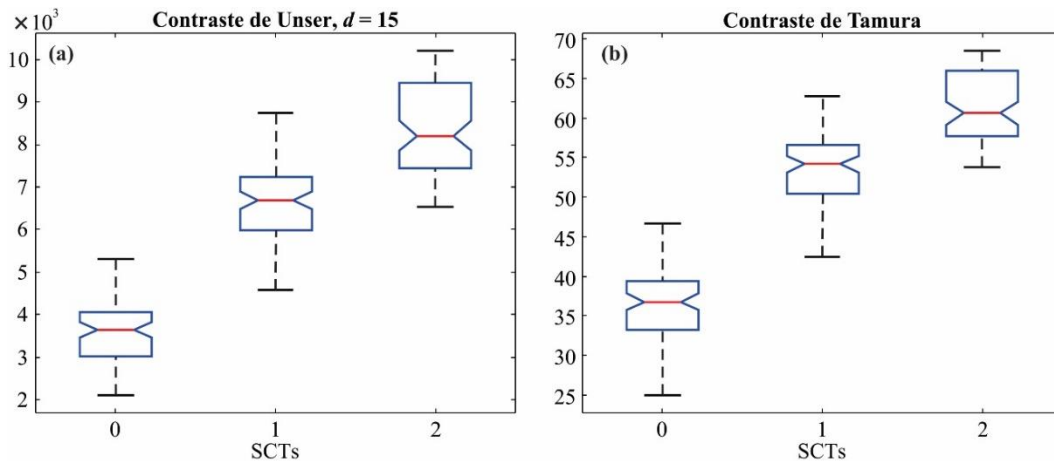 ×10³
Contraste de Unser, d = 15
(a)
10
9
8
7
6
5
4
3
2
0 1 2
SCTs
Contraste de Tamura
(b)
70
65
60
55
50
45
40
35
30
25
0 1 2
SCTs